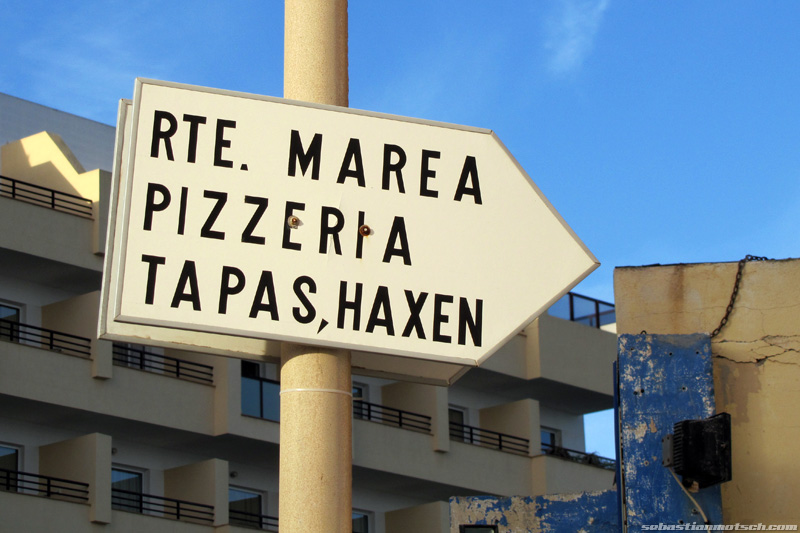 RTE. MAREA
PIZZERIA
TAPAS, HAXEN
sebastianmotsch.com